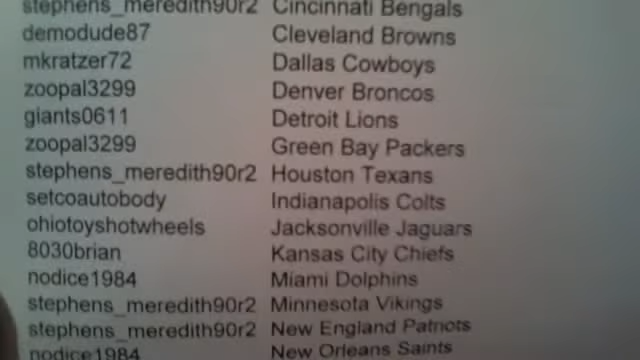 stephens_meredith90r2 Cincinnati Bengals
demodude87 Cleveland Browns
mkratzer72 Dallas Cowboys
zoopal3299 Denver Broncos
giants0611 Detroit Lions
zoopal3299 Green Bay Packers
stephens_meredith90r2 Houston Texans
setcoautobody Indianapolis Colts
ohiotoyshotwheels Jacksonville Jaguars
8030brian Kansas City Chiefs
nodice1984 Miami Dolphins
stephens_meredith90r2 Minnesota Vikings
stephens_meredith90r2 New England Patriots
nodice1984 New Orleans Saints